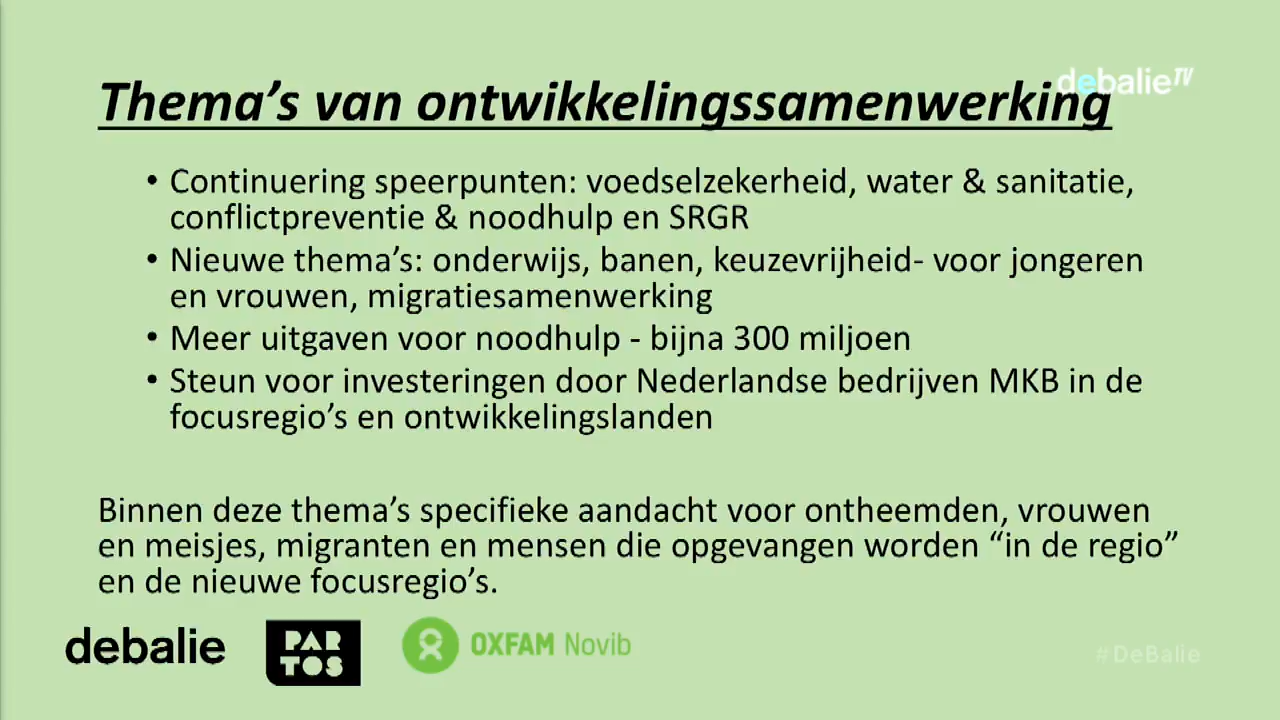 debalieTV
Thema's van ontwikkelingssamenwerking
• Continuering speerpunten: voedselzekerheid, water & sanitatie,
conflictpreventie & noodhulp en SRGR
• Nieuwe thema's: onderwijs, banen, keuzevrijheid- voor jongeren
en vrouwen, migratiesamenwerking
• Meer uitgaven voor noodhulp - bijna 300 miljoen
• Steun voor investeringen door Nederlandse bedrijven MKB in de
focusregio's en ontwikkelingslanden
Binnen deze thema's specifieke aandacht voor ontheemden, vrouwen
en meisjes, migranten en mensen die opgevangen worden “in de regio”
en de nieuwe focusregio's.
debalie
PAR
TOS
OXFAM Novib
#DeBalie